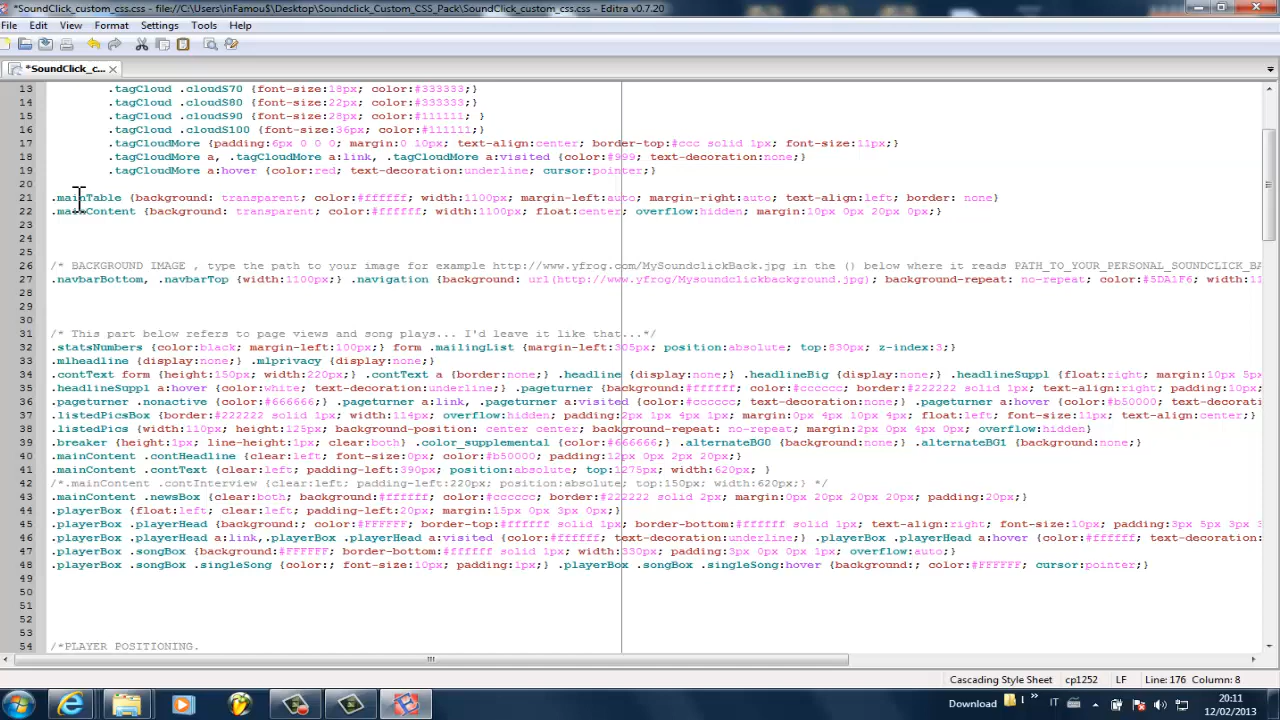 *SoundClick_custom_css.css - file://C:\Users\inFamou$\Desktop\Soundclick_Custom_CSS_Pack\SoundClick_custom_css.css - Editra v0.7.20
File Edit View Settings Tools Help
*SoundClick_c...
13 .tagCloud .cloudS70 {font-size:18px; color:#333333;}
14 .tagCloud .cloudS80 {font-size:22px; color:#333333;}
15 .tagCloud .cloudS90 {font-size:28px; color:#111111; }
16 .tagCloud .cloudS100 {font-size:36px; color:#111111;}
17 .tagCloudMore {padding:6px 0 0 0; margin:0 10px; text-align:center; border-top:#ccc solid 1px; font-size:11px;}
18 .tagCloudMore a, .tagCloudMore a:link, .tagCloudMore a:visited {color:#999; text-decoration:none;}
19 .tagCloudMore a:hover {color:red; text-decoration:underline; cursor:pointer;}
20
21 .mainTable {background: transparent; color:#ffffff; width:1100px; margin-left:auto; margin-right:auto; text-align:left; border: none}
22 .mainContent {background: transparent; color:#ffffff; width:1100px; float:center; overflow:hidden; margin:10px 0px 20px 0px;}
23
24
25
26 /* BACKGROUND IMAGE , type the path to your image for example http://www.yfrog.com/MySoundclickBack.jpg in the () below where it reads PATH_TO_YOUR_PERSONAL_SOUNDCLICK_BA
27 .navbarBottom, .navbarTop {width:1100px;} .navigation {background: url(http://www.yfrog/Mysoundclickbackground.jpg); background-repeat: no-repeat; color:#5DA1F6; width:11
28
29
30
31 /* This part below refers to page views and song plays... I'd leave it like that...*/
32 .statsNumbers {color:black; margin-left:100px;} form .mailingList {margin-left:305px; position:absolute; top:830px; z-index:3;}
33 .mlheadline {display:none;} .mlprivacy {display:none;}
34 .contText form {height:150px; width:220px;} .contText a {border:none;} .headline {display:none;} .headlineBig {display:none;} .headlineSuppl {float:right; margin:10px 5px
35 .headlineSuppl a:hover {color:white; text-decoration:underline;} .pageturner {background:#ffffff; color:#cccccc; border:#222222 solid 1px; text-align:right; padding:10px;
36 .pageturner .nonactive {color:#666666;} .pageturner a:link, .pageturner a:visited {color:#cccccc; text-decoration:none;} .pageturner a:hover {color:#b50000; text-decorati
37 .listedPicsBox {border:#222222 solid 1px; width:114px; overflow:hidden; padding:2px 1px 4px 1px; margin:0px 4px 10px 4px; float:left; font-size:11px; text-align:center;}
38 .listedPics {width:110px; height:125px; background-position: center center; background-repeat: no-repeat; margin:2px 0px 4px 0px; overflow:hidden}
39 .breaker {height:1px; line-height:1px; clear:both} .color_supplemental {color:#666666;} .alternateBG0 {background:none;} .alternateBG1 {background:none;}
40 .mainContent .contHeadline {clear:left; font-size:0px; color:#b50000; padding:12px 0px 2px 20px;}
41 .mainContent .contText {clear:left; padding-left:390px; position:absolute; top:1275px; width:620px; }
42 /*.mainContent .contInterview {clear:left; padding-left:220px; position:absolute; top:150px; width:620px;} */
43 .mainContent .newsBox {clear:both; background:#ffffff; color:#cccccc; border:#222222 solid 2px; margin:0px 20px 20px 20px; padding:20px;}
44 .playerBox {float:left; clear:left; padding-left:20px; margin:15px 0px 3px 0px;}
45 .playerBox .playerHead {background:; color:#FFFFFF; border-top:#ffffff solid 1px; border-bottom:#ffffff solid 1px; text-align:right; font-size:10px; padding:3px 5px 3px 3
46 .playerBox .playerHead a:link,.playerBox .playerHead a:visited {color:#ffffff; text-decoration:underline;} .playerBox .playerHead a:hover {color:#ffffff; text-decoration:
47 .playerBox .songBox {background:#FFFFFF; border-bottom:#ffffff solid 1px; width:330px; padding:3px 0px 0px 1px; overflow:auto;}
48 .playerBox .songBox .singleSong {color:; font-size:10px; padding:1px;} .playerBox .songBox .singleSong:hover {background:; color:#FFFFFF; cursor:pointer;}
49
50
51
52
53
54 /*PLAYER POSITIONING.
Cascading Style Sheet cp1252 LF Line: 176 Column: 8
Download IT 20:11
12/02/2013